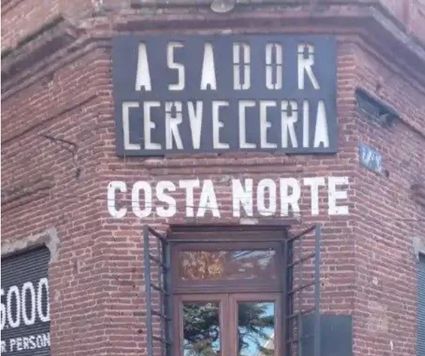 ASADOR
CERVECERIA
COSTA NORTE
5000
R PERSON